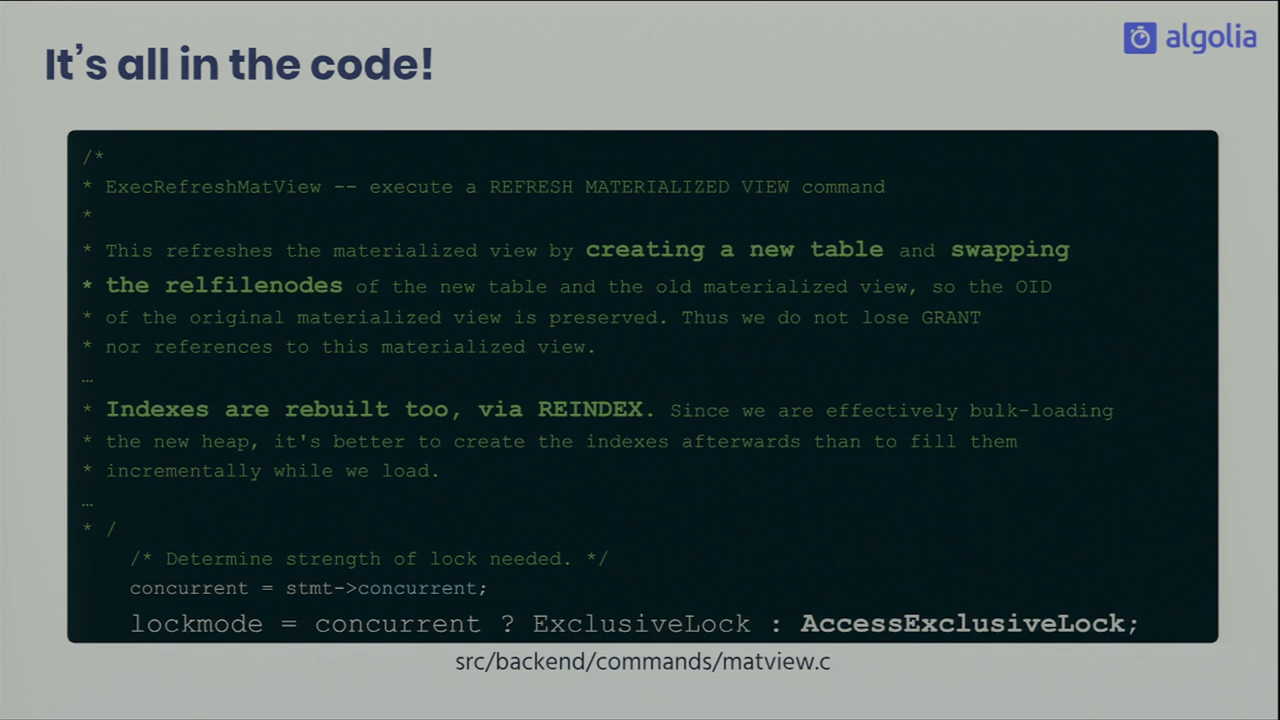 It's all in the code!
algolia
/*
* ExecRefreshMatView -- execute a REFRESH MATERIALIZED VIEW command
*
* This refreshes the materialized view by creating a new table and swapping
* the relfilenodes of the new table and the old materialized view, so the OID
* of the original materialized view is preserved. Thus we do not lose GRANT
* nor references to this materialized view.
…
* Indexes are rebuilt too, via REINDEX. Since we are effectively bulk-loading
* the new heap, it's better to create the indexes afterwards than to fill them
* incrementally while we load.
…
* /
/* Determine strength of lock needed. */
concurrent = stmt->concurrent;
lockmode = concurrent ? ExclusiveLock : AccessExclusiveLock;
src/backend/commands/matview.c